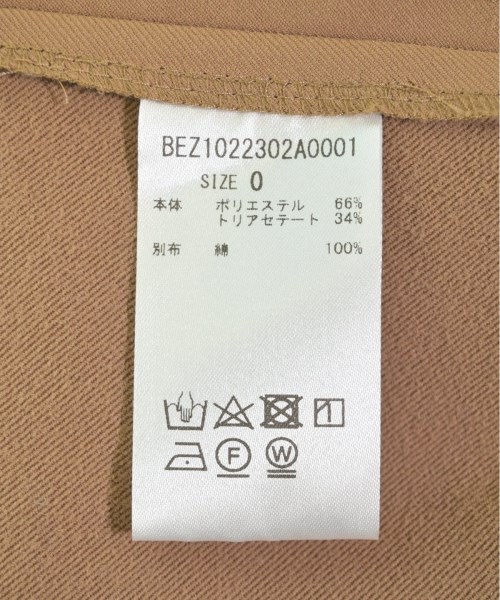 BEZ1022302A0001
SIZE 0
本体 ポリエステル 66%
トリアセテート 34%
別布 綿 100%
F W